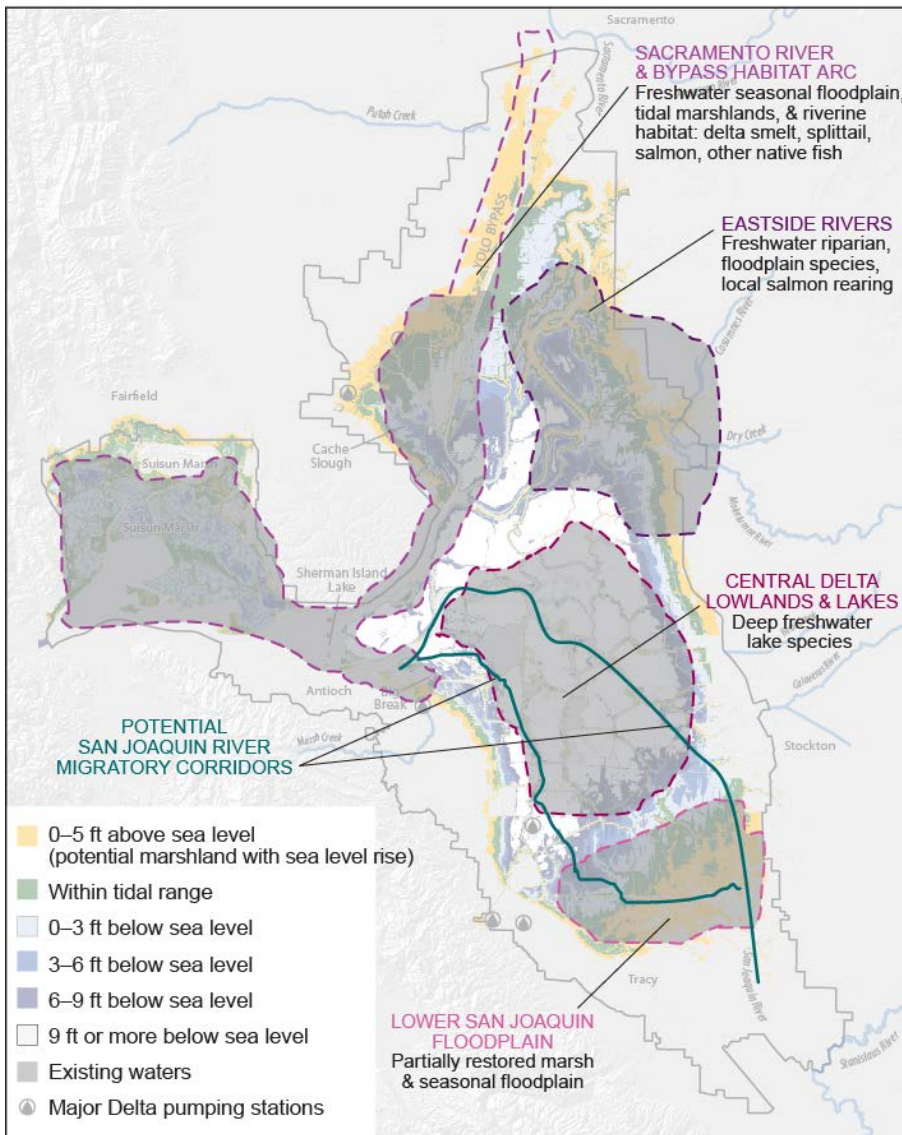 Sacramento
Sacramento River
SACRAMENTO RIVER
& BYPASS HABITAT ARC
Freshwater seasonal floodplain,
tidal marshlands, & riverine
habitat: delta smelt, splittail,
salmon, other native fish
Putah Creek
YOLO BYPASS
EASTSIDE RIVERS
Freshwater riparian,
floodplain species,
local salmon rearing
Cosumnes River
Fairfield
Cache
Slough
Dry Creek
Suisun Marsh
Suisun Marsh
Mokelumne River
Sherman Island
Lake
CENTRAL DELTA
LOWLANDS & LAKES
Deep freshwater
lake species
Calaveras River
Antioch
Big
Break
Marsh Creek
Stockton
POTENTIAL
SAN JOAQUIN RIVER
MIGRATORY CORRIDORS
0–5 ft above sea level
(potential marshland with sea level rise)
Within tidal range
0–3 ft below sea level
3–6 ft below sea level
6–9 ft below sea level
9 ft or more below sea level
Existing waters
Major Delta pumping stations
Tracy
San Joaquin River
LOWER SAN JOAQUIN
FLOODPLAIN
Partially restored marsh
& seasonal floodplain
Stanislaus River